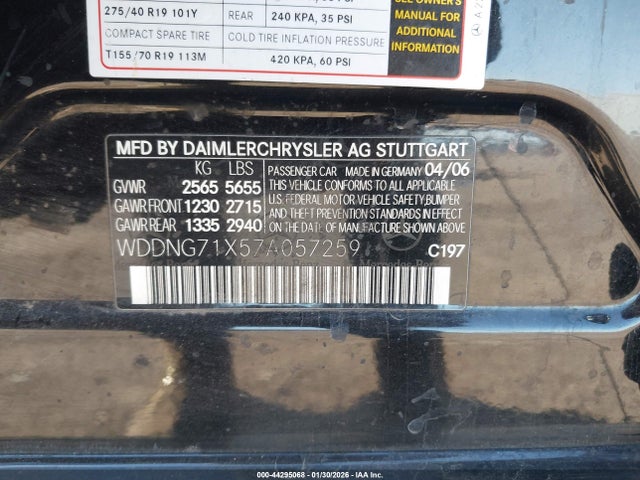 275/40 R19 101Y REAR 240 KPA, 35 PSI
COMPACT SPARE TIRE COLD TIRE INFLATION PRESSURE
T155/70 R19 113M 420 KPA, 60 PSI
SEE OWNER'S
MANUAL FOR
ADDITIONAL
INFORMATION
MFD BY DAIMLERCHRYSLER AG STUTTGART
KG LBS
GVWR 2565 5655
GAWR FRONT 1230 2715
GAWR REAR 1335 2940
PASSENGER CAR MADE IN GERMANY 04/06
THIS VEHICLE CONFORMS TO ALL APPLICABLE
U.S. FEDERAL MOTOR VEHICLE SAFETY, BUMPER
AND THEFT PREVENTION STANDARDS IN EFFECT
ON THE DATE OF MANUFACTURE SHOWN ABOVE.
WDDNG71X57A057259 C197
000-44295068 - 01/30/2026 - IAA Inc.